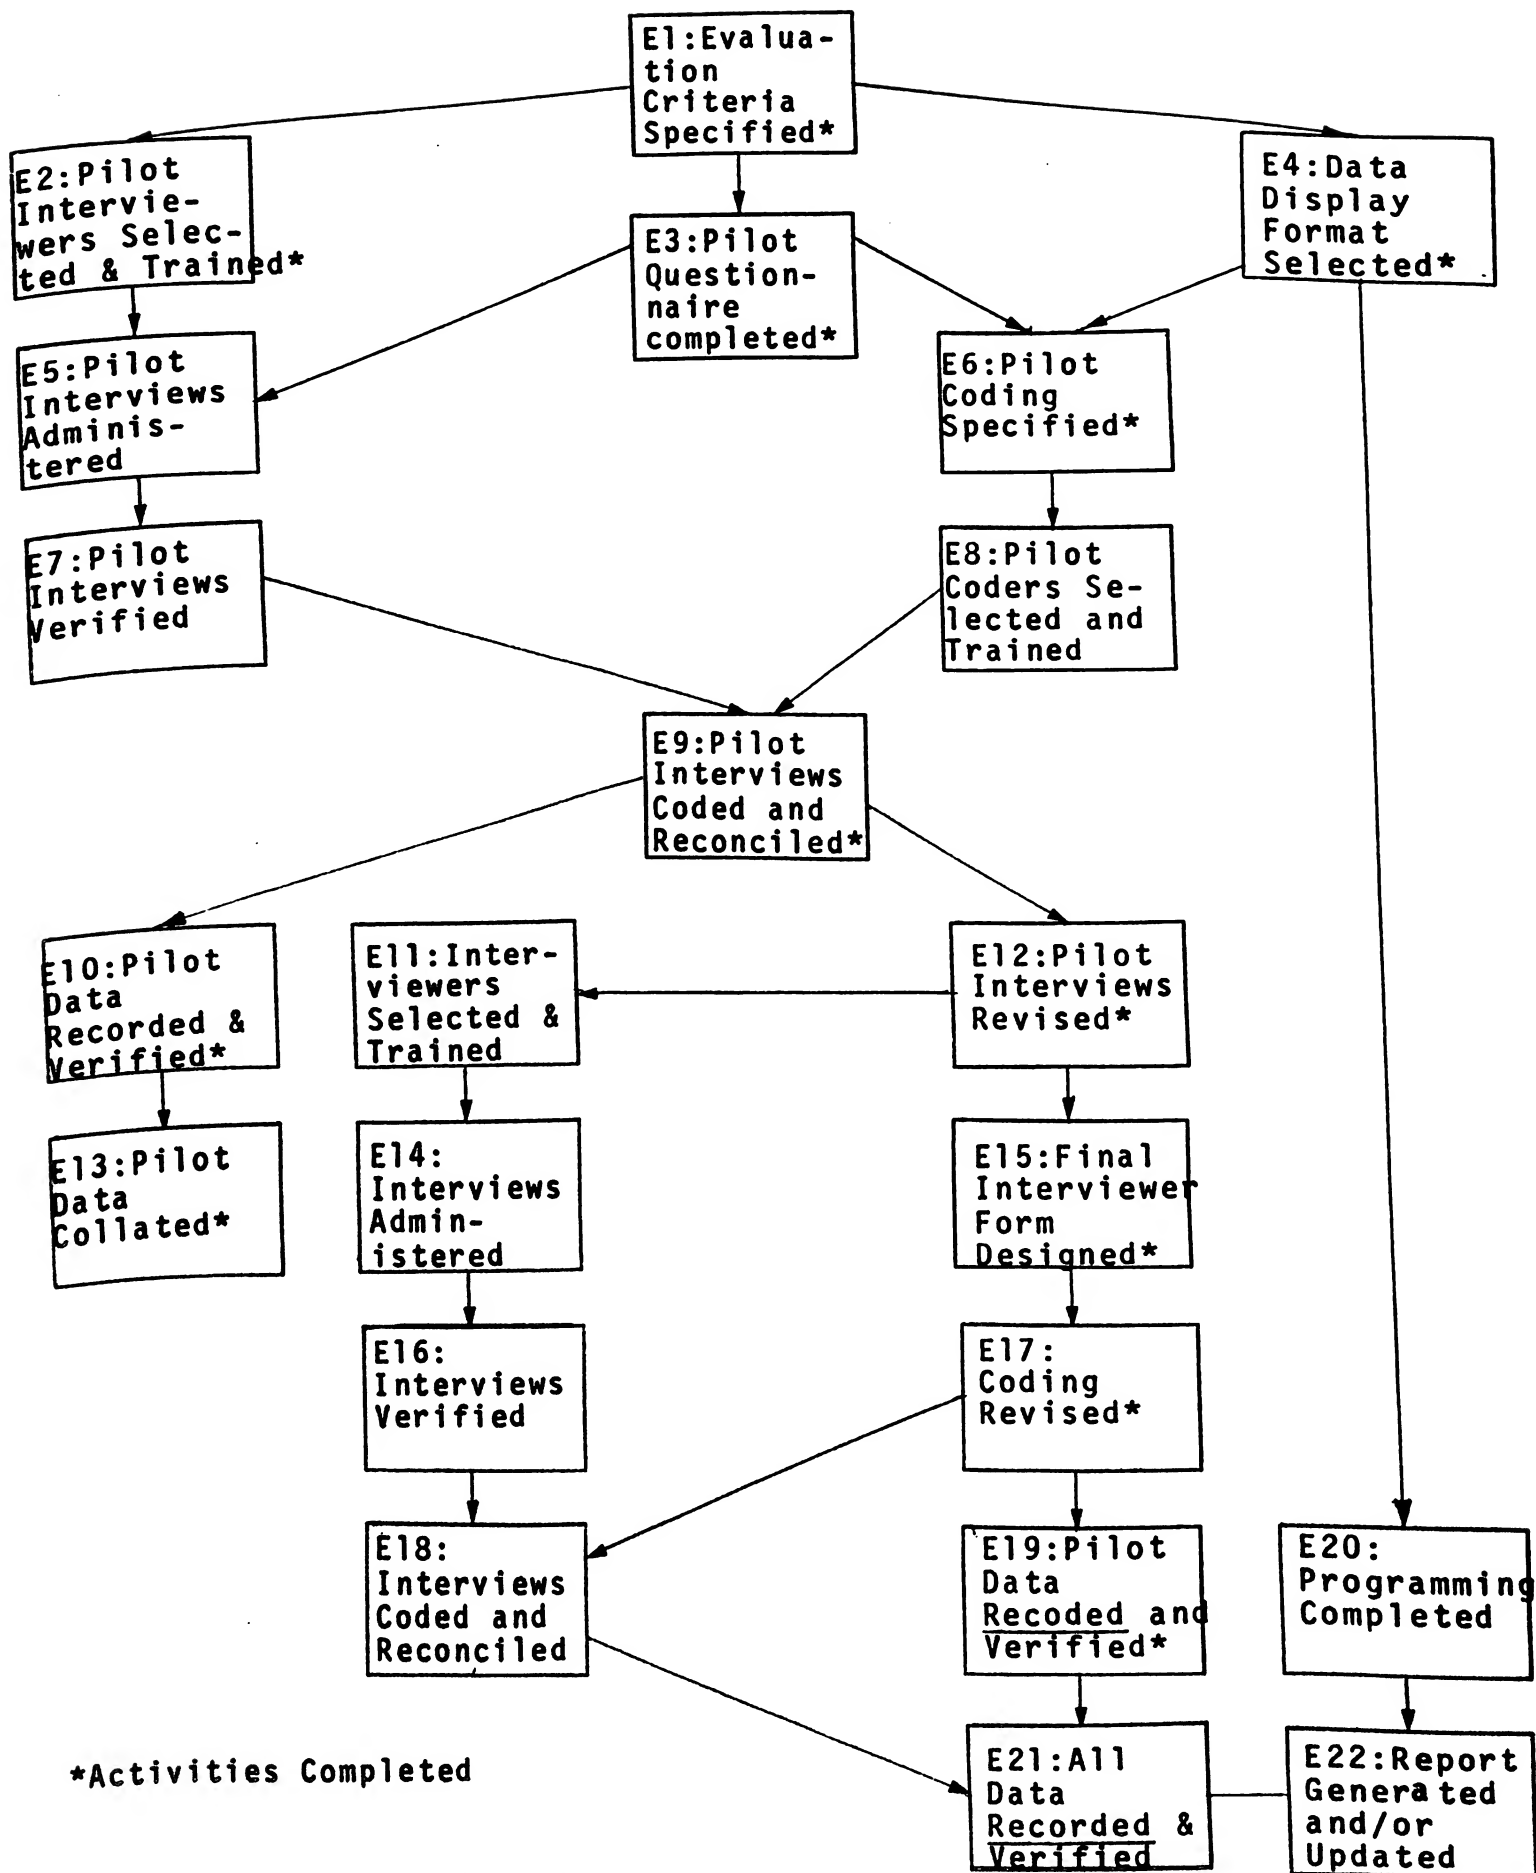 E1:Evalua-
tion
Criteria
Specified*
E2:Pilot
Intervie-
wers Selec-
ted & Trained*
E3:Pilot
Question-
naire
completed*
E4:Data
Display
Format
Selected*
E5:Pilot
Interviews
Adminis-
tered
E6:Pilot
Coding
Specified*
E7:Pilot
Interviews
Verified
E8:Pilot
Coders Se-
lected and
Trained
E9:Pilot
Interviews
Coded and
Reconciled*
E10:Pilot
Data
Recorded &
Verified*
E11:Inter-
viewers
Selected &
Trained
E12:Pilot
Interviews
Revised*
E13:Pilot
Data
Collated*
E14:
Interviews
Admin-
istered
E15:Final
Interviewer
Form
Designed*
E16:
Interviews
Verified
E17:
Coding
Revised*
E18:
Interviews
Coded and
Reconciled
E19:Pilot
Data
Recoded and
Verified*
E20:
Programming
Completed
E21:All
Data
Recorded &
Verified
E22:Report
Generated
and/or
Updated
*Activities Completed